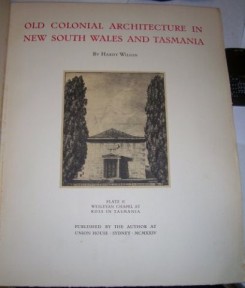 OLD COLONIAL ARCHITECTURE IN
NEW SOUTH WALES AND TASMANIA
BY HARDY WILSON
PLATE
WESLEYAN CHAPEL AT
ROSS IN TASMANIA
PUBLISHED BY THE AUTHOR AT
UNION HOUSE · SYDNEY · MCMXXIV